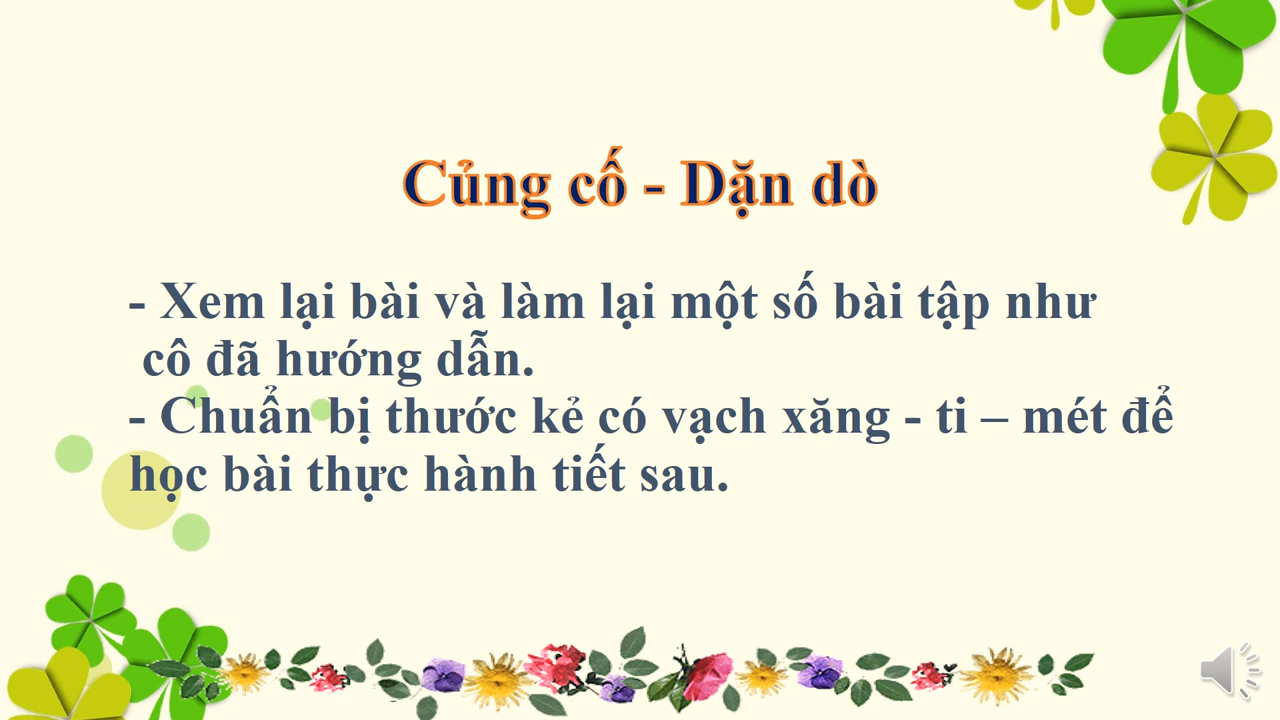 Củng cố - Dặn dò
- Xem lại bài và làm lại một số bài tập như
cô đã hướng dẫn.
- Chuẩn bị thước kẻ có vạch xăng - ti – mét để
học bài thực hành tiết sau.